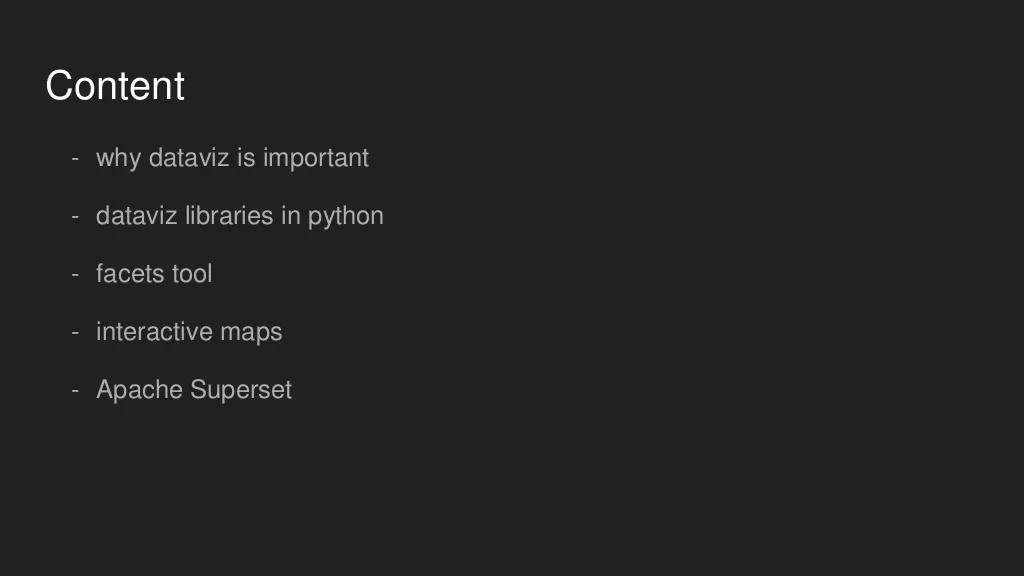 Content
- why dataviz is important
- dataviz libraries in python
- facets tool
- interactive maps
- Apache Superset